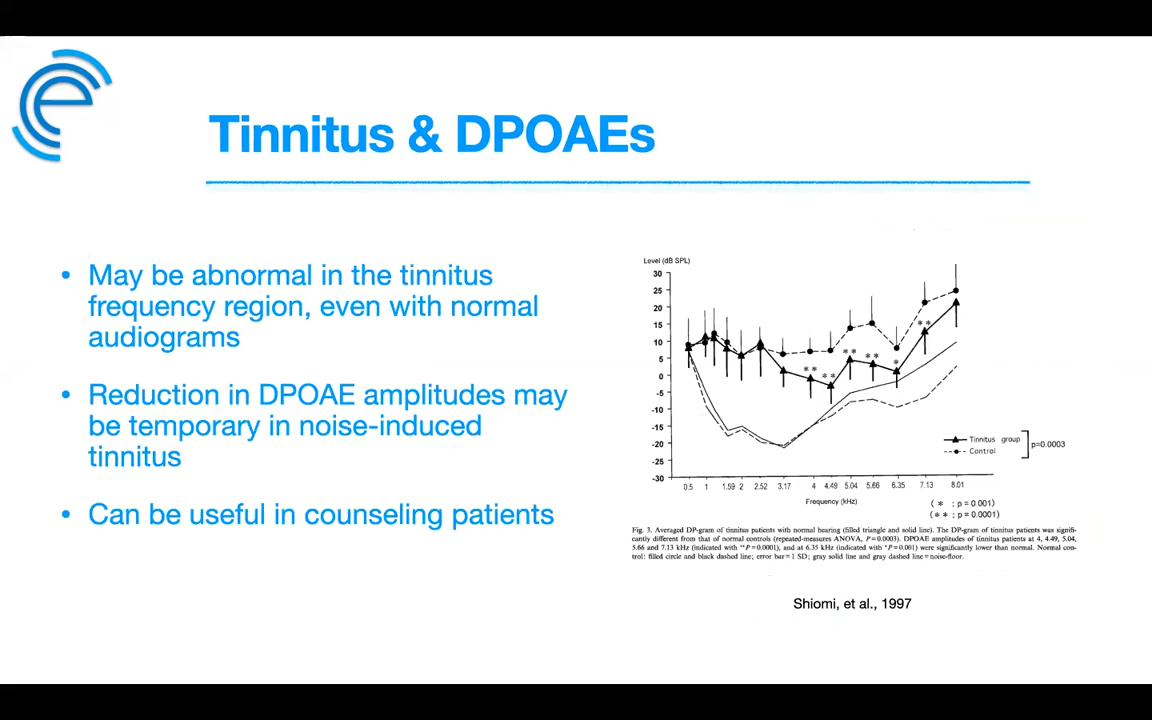 Tinnitus & DPOAEs
• May be abnormal in the tinnitus
frequency region, even with normal
audiograms
• Reduction in DPOAE amplitudes may
be temporary in noise-induced
tinnitus
• Can be useful in counseling patients
Level (dB SPL)
30
25
20
15
10
5
0
-5
-10
-15
-20
-25
-30
** ** ** ** * **
0.5 1 1.59 2 2.52 3.17 4 4.49 5.04 5.66 6.35 7.13 8.01
Frequency (kHz)
Tinnitus group
Control
p=0.0003
( * : p = 0.001)
( ** : p = 0.0001)
Fig. 3. Averaged DP-gram of tinnitus patients with normal hearing (filled triangle and solid line). The DP-gram of tinnitus patients was signifi-
cantly different from that of normal controls (repeated-measures ANOVA, P = 0.0003). DPOAE amplitudes of tinnitus patients at 4, 4.49, 5.04,
5.66 and 7.13 kHz (indicated with **P = 0.0001), and at 6.35 kHz (indicated with *P = 0.001) were significantly lower than normal. Normal con-
trol: filled circle and black dashed line; error bar = 1 SD; gray solid line and gray dashed line = noise-floor.
Shiomi, et al., 1997